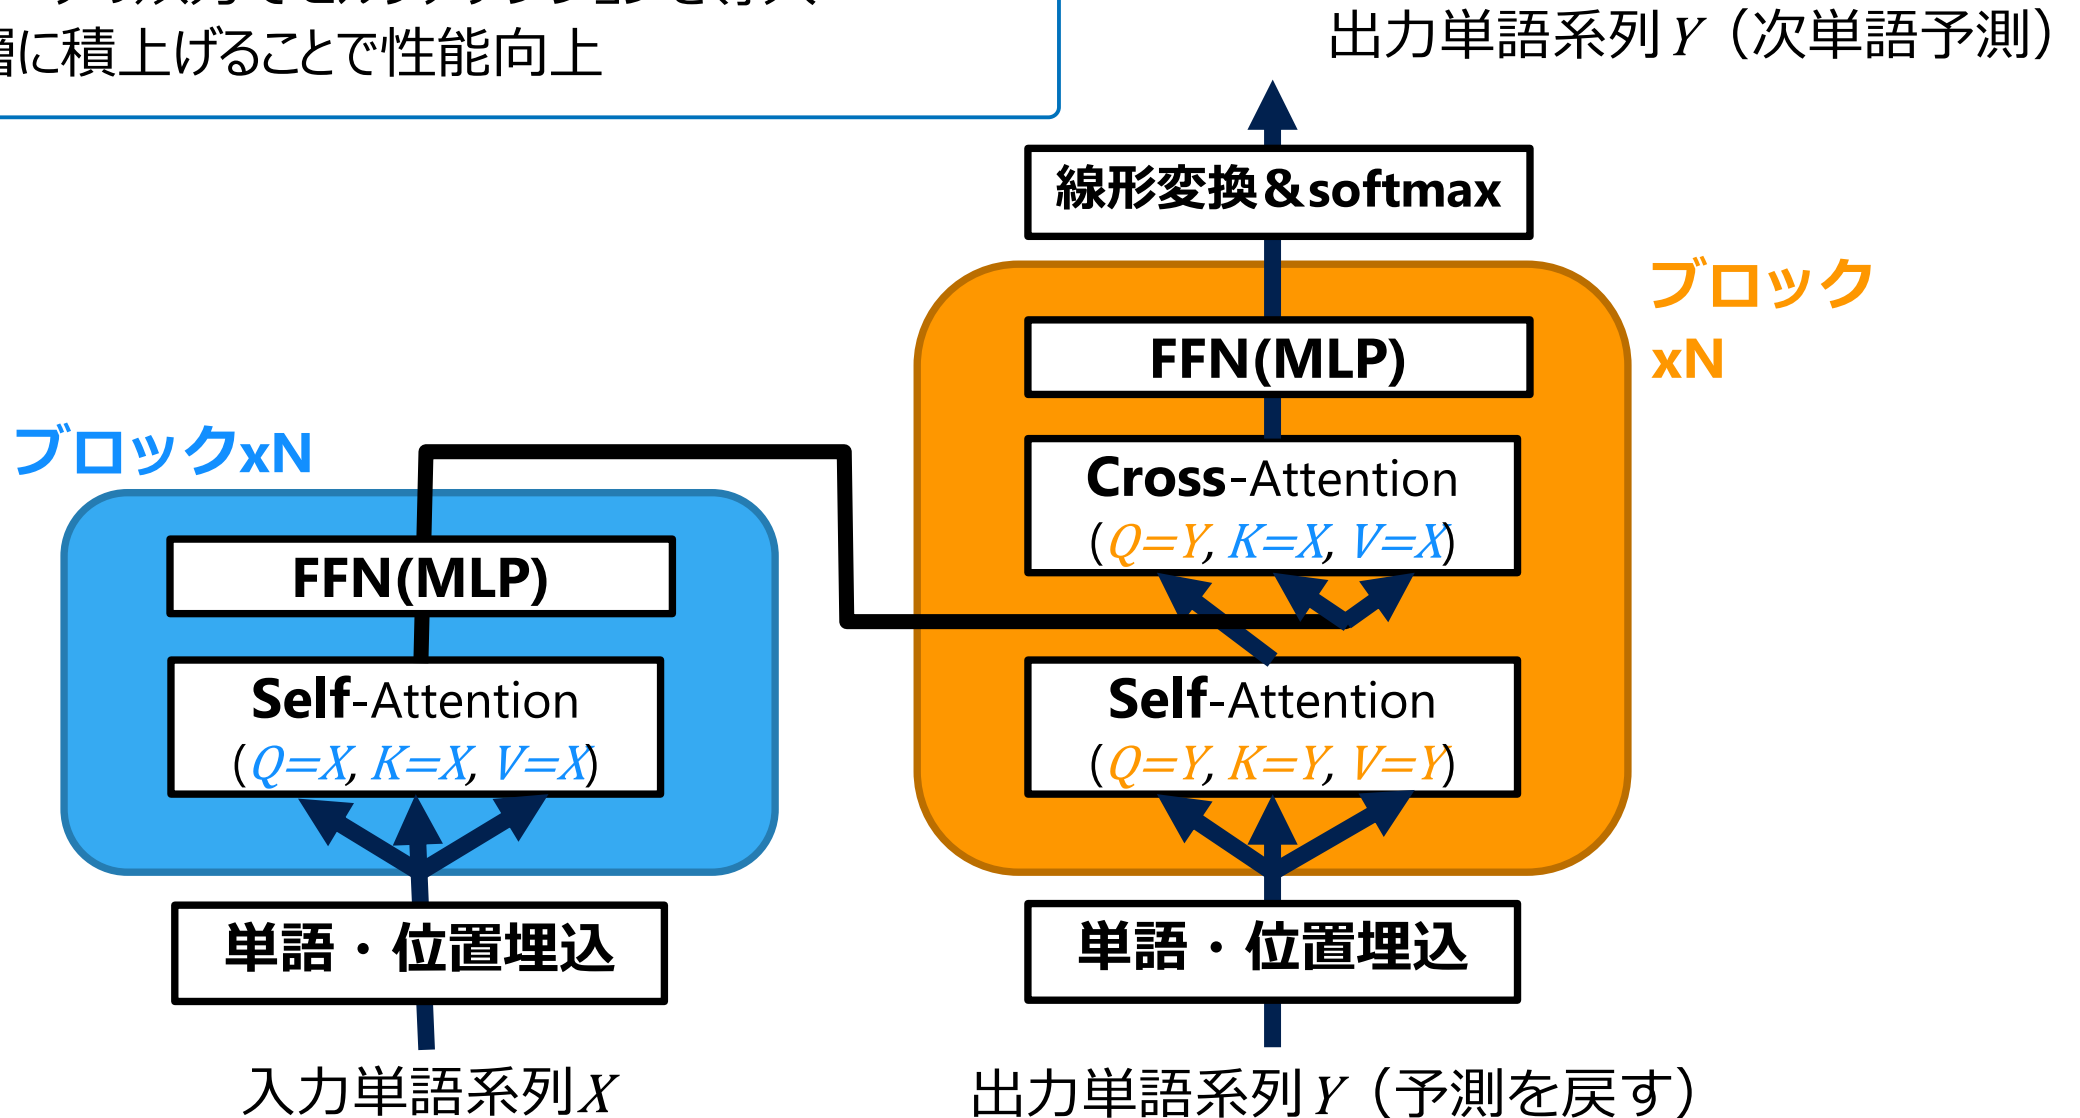 層に積上げることで性能向上
出力単語系列Y（次単語予測）
線形変換＆softmax
ブロック
xN
FFN(MLP)
Cross-Attention
(Q=Y, K=X, V=X)
Self-Attention
(Q=Y, K=Y, V=Y)
単語・位置埋込
出力単語系列Y（予測を戻す）
ブロックxN
FFN(MLP)
Self-Attention
(Q=X, K=X, V=X)
単語・位置埋込
入力単語系列X